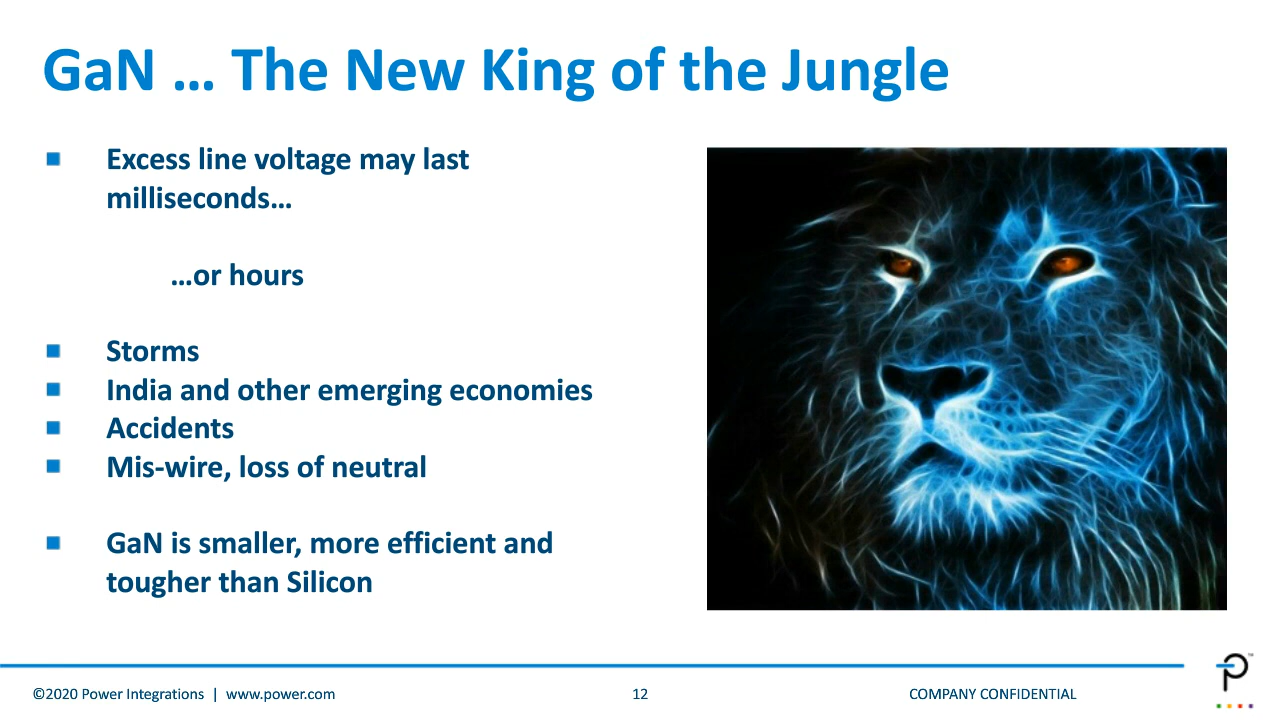 GaN … The New King of the Jungle
Excess line voltage may last
milliseconds…
…or hours
Storms
India and other emerging economies
Accidents
Mis-wire, loss of neutral
GaN is smaller, more efficient and
tougher than Silicon
©2020 Power Integrations | www.power.com
12
COMPANY CONFIDENTIAL
TM